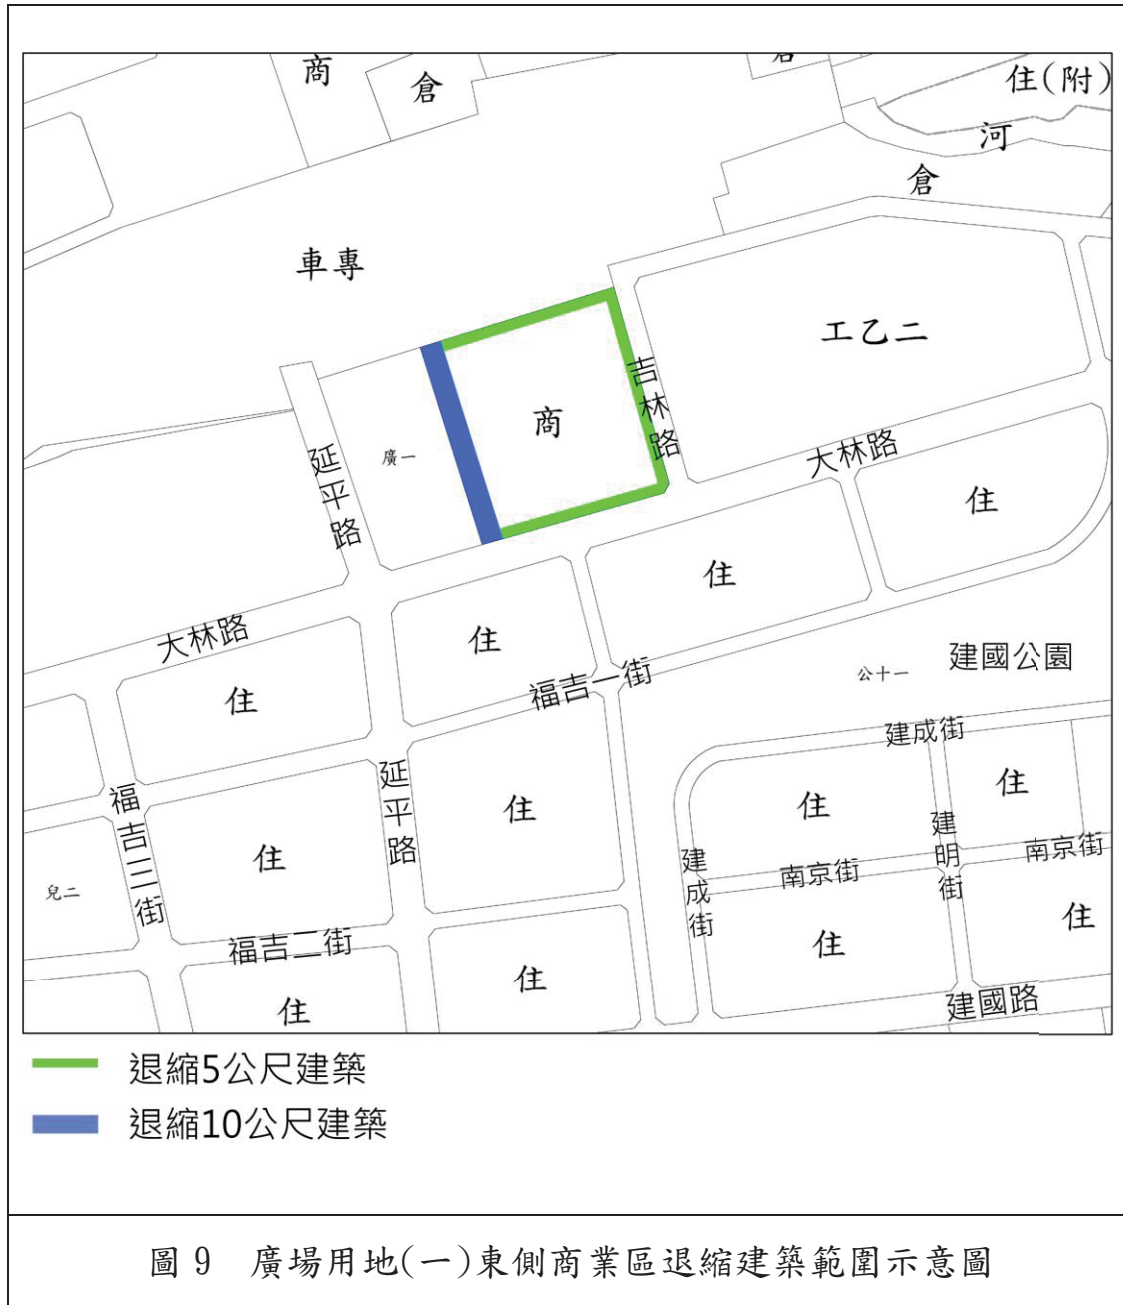 商
倉
倉
住(附)
河
倉
車專
工乙二
吉林路
商
廣一
延平路
大林路
住
住
住
大林路
住
福吉一街
建國公園
公十一
建成街
延平路
福吉三街
住
住
住
住
建明街
南京街
南京街
建成街
住
兒二
福吉二街
住
住
住
住
建國路
退縮5公尺建築
退縮10公尺建築
圖 9 廣場用地(一)東側商業區退縮建築範圍示意圖